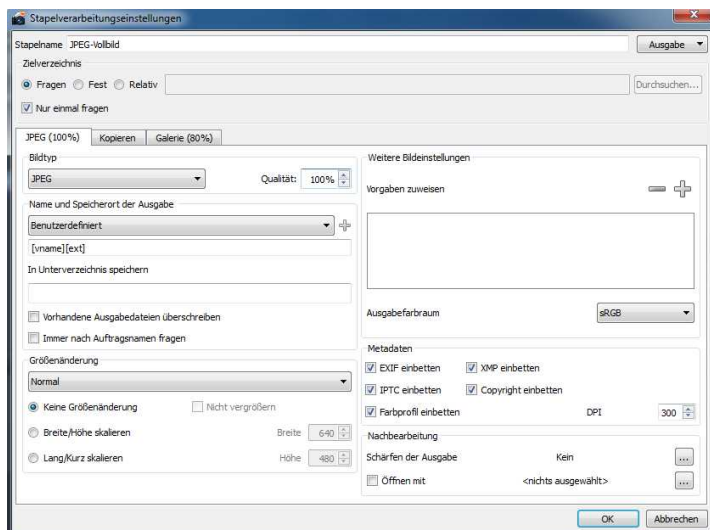 Stapelverarbeitungseinstellungen
Stapelname JPEG-Vollbild Ausgabe
Zielverzeichnis
Fragen Fest Relativ Durchsuchen...
Nur einmal fragen
JPEG (100%) Kopieren Galerie (80%)
Bildtyp
JPEG Qualität: 100%
Name und Speicherort der Ausgabe
Benutzerdefiniert
[vname][ext]
In Unterverzeichnis speichern
Vorhandene Ausgabedateien überschreiben
Immer nach Auftragsnamen fragen
Größenänderung
Normal
Keine Größenänderung Nicht vergrößern
Breite/Höhe skalieren Breite 640
Lang/Kurz skalieren Höhe 480
Weitere Bildeinstellungen
Vorgaben zuweisen
Ausgabefarbraum sRGB
Metadaten
EXIF einbetten XMP einbetten
IPTC einbetten Copyright einbetten
Farbprofil einbetten DPI 300
Nachbearbeitung
Schärfen der Ausgabe Kein ...
Öffnen mit <nichts ausgewählt> ...
OK Abbrechen